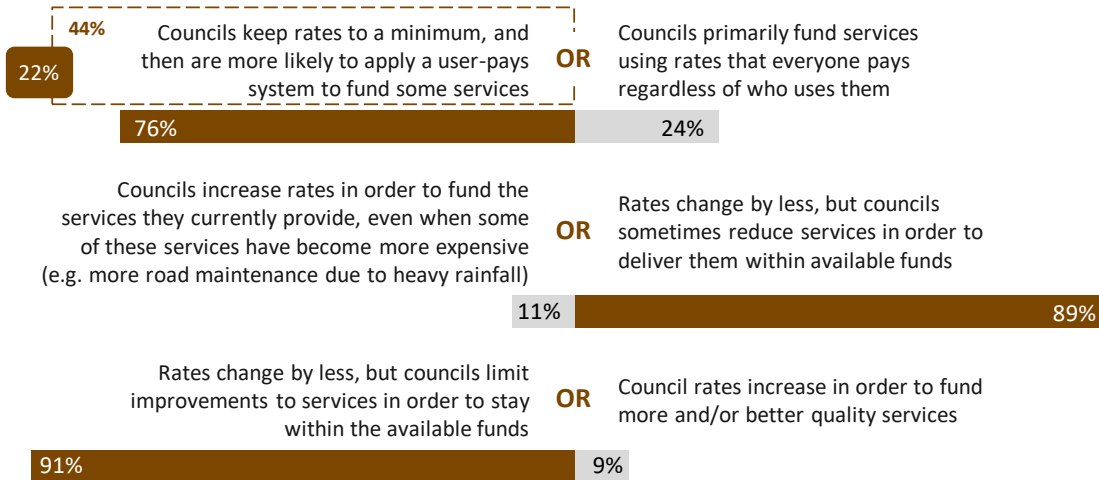 44%
22%
Councils keep rates to a minimum, and
then are more likely to apply a user-pays
system to fund some services
OR
Councils primarily fund services
using rates that everyone pays
regardless of who uses them
76%
24%
Councils increase rates in order to fund the
services they currently provide, even when some
of these services have become more expensive
(e.g. more road maintenance due to heavy rainfall)
OR
Rates change by less, but councils
sometimes reduce services in order to
deliver them within available funds
11%
89%
Rates change by less, but councils limit
improvements to services in order to stay
within the available funds
OR
Council rates increase in order to fund
more and/or better quality services
91%
9%